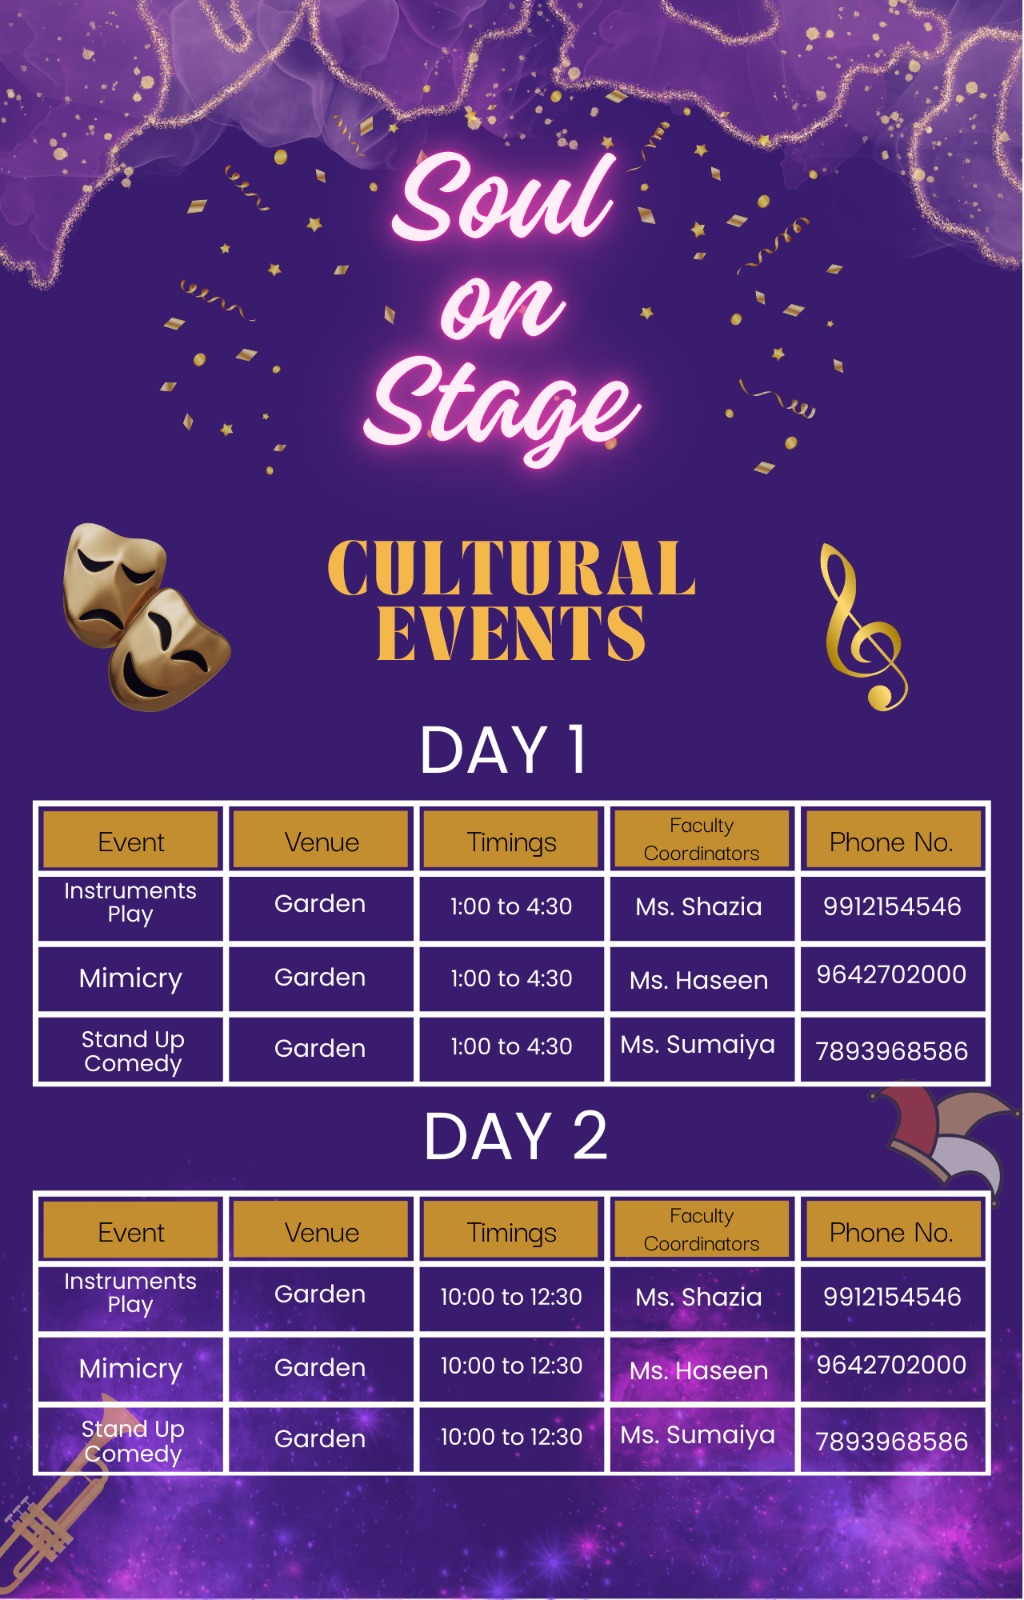 Soul
on
Stage
CULTURAL
EVENTS
DAY 1
Event Venue Timings Faculty Coordinators Phone No.
Instruments Play Garden 1:00 to 4:30 Ms. Shazia 9912154546
Mimicry Garden 1:00 to 4:30 Ms. Haseen 9642702000
Stand Up Comedy Garden 1:00 to 4:30 Ms. Sumaiya 7893968586
DAY 2
Event Venue Timings Faculty Coordinators Phone No.
Instruments Play Garden 10:00 to 12:30 Ms. Shazia 9912154546
Mimicry Garden 10:00 to 12:30 Ms. Haseen 9642702000
Stand Up Comedy Garden 10:00 to 12:30 Ms. Sumaiya 7893968586